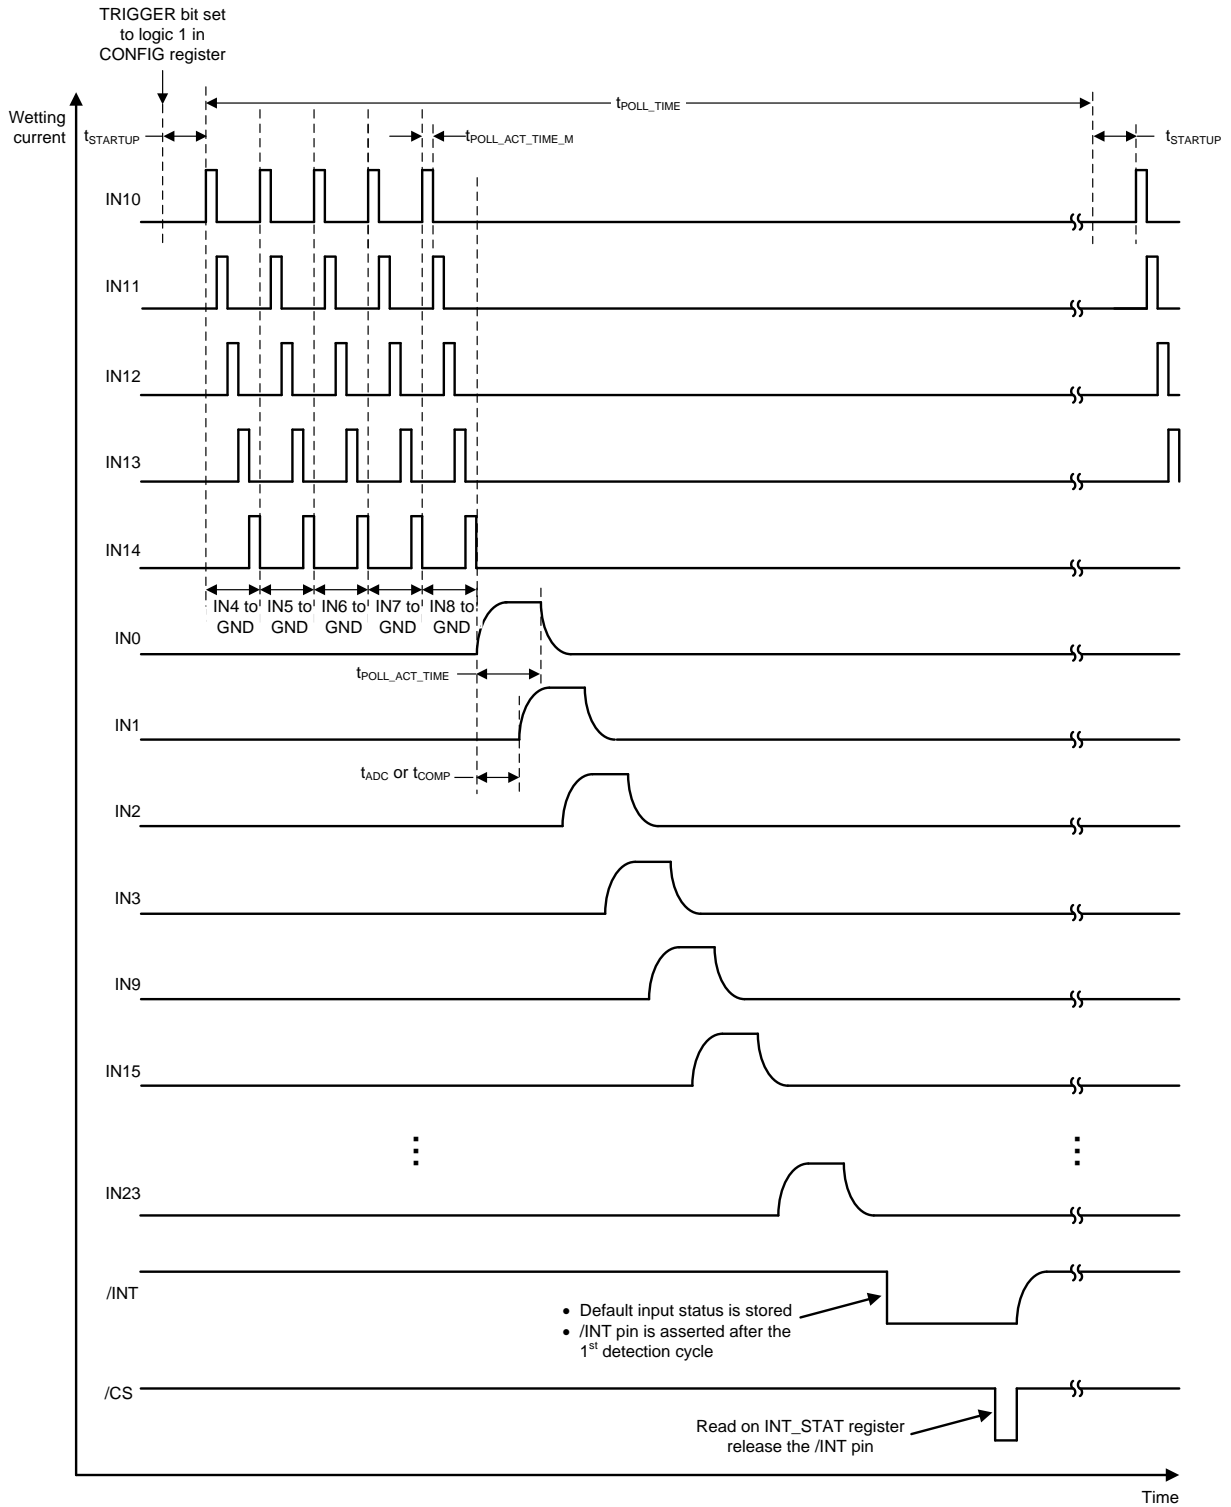 TRIGGER bit set
to logic 1 in
CONFIG register
Wetting
current
tSTARTUP
tPOLL_TIME
tPOLL_ACT_TIME_M
tSTARTUP
IN10
IN11
IN12
IN13
IN14
IN4 to
GND
IN5 to
GND
IN6 to
GND
IN7 to
GND
IN8 to
GND
IN0
tPOLL_ACT_TIME
IN1
tADC or tCOMP
IN2
IN3
IN9
IN15
IN23
/INT
• Default input status is stored
• /INT pin is asserted after the
1st detection cycle
/CS
Read on INT_STAT register
release the /INT pin
Time